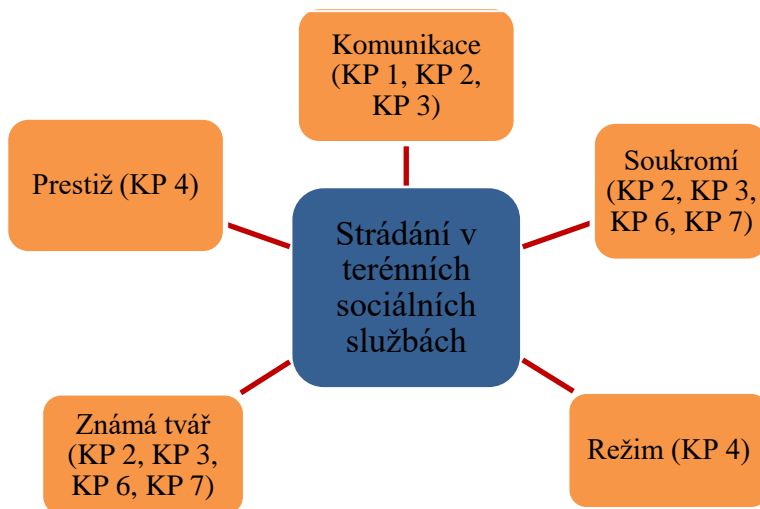 Komunikace
(KP 1, KP 2,
KP 3)
Prestiž (KP 4)
Soukromí
(KP 2, KP 3,
KP 6, KP 7)
Strádání v
terénních
sociálních
službách
Známá tvář
(KP 2, KP 3,
KP 6, KP 7)
Režim (KP 4)